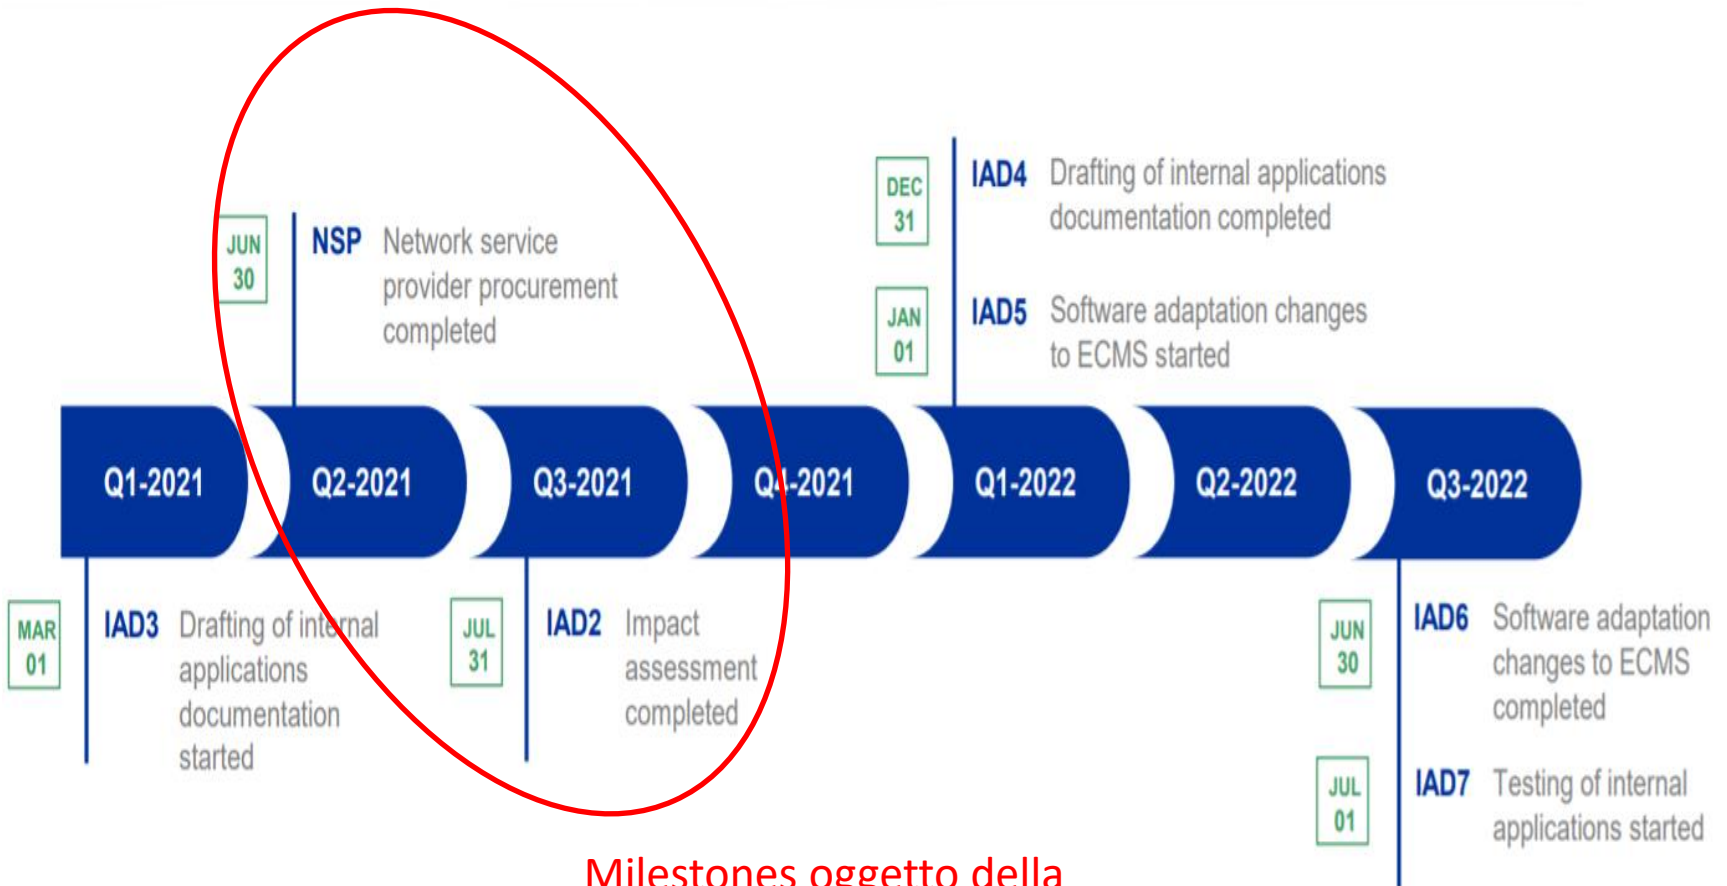 DEC
31
IAD4 Drafting of internal applications
documentation completed
JUN
30
NSP Network service
provider procurement
completed
JAN
01
IAD5 Software adaptation changes
to ECMS started
Q1-2021 Q2-2021 Q3-2021 Q4-2021 Q1-2022 Q2-2022 Q3-2022
MAR
01
IAD3 Drafting of internal
applications
documentation
started
JUL
31
IAD2 Impact
assessment
completed
JUN
30
IAD6 Software adaptation
changes to ECMS
completed
JUL
01
IAD7 Testing of internal
applications started
Milestones oggetto della